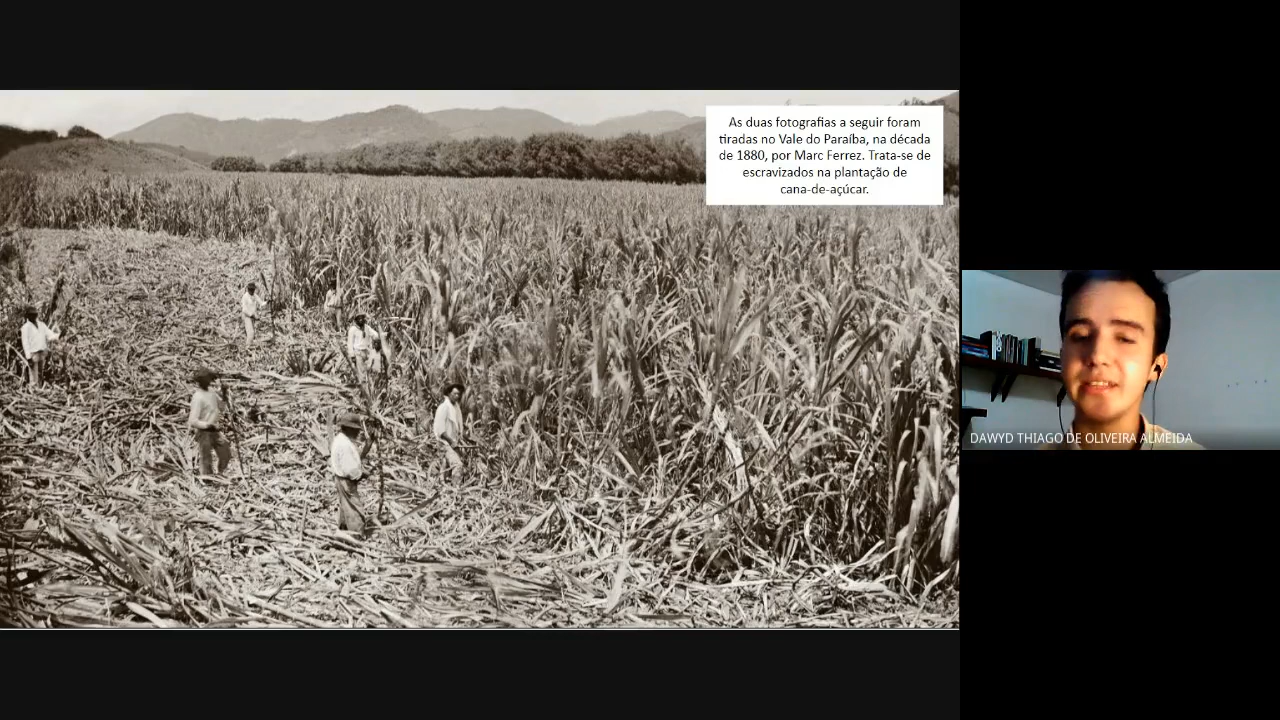 As duas fotografias a seguir foram
tiradas no Vale do Paraíba, na década
de 1880, por Marc Ferrez. Trata-se de
escravizados na plantação de
cana-de-açúcar.
DAWYD THIAGO DE OLIVEIRA ALMEIDA